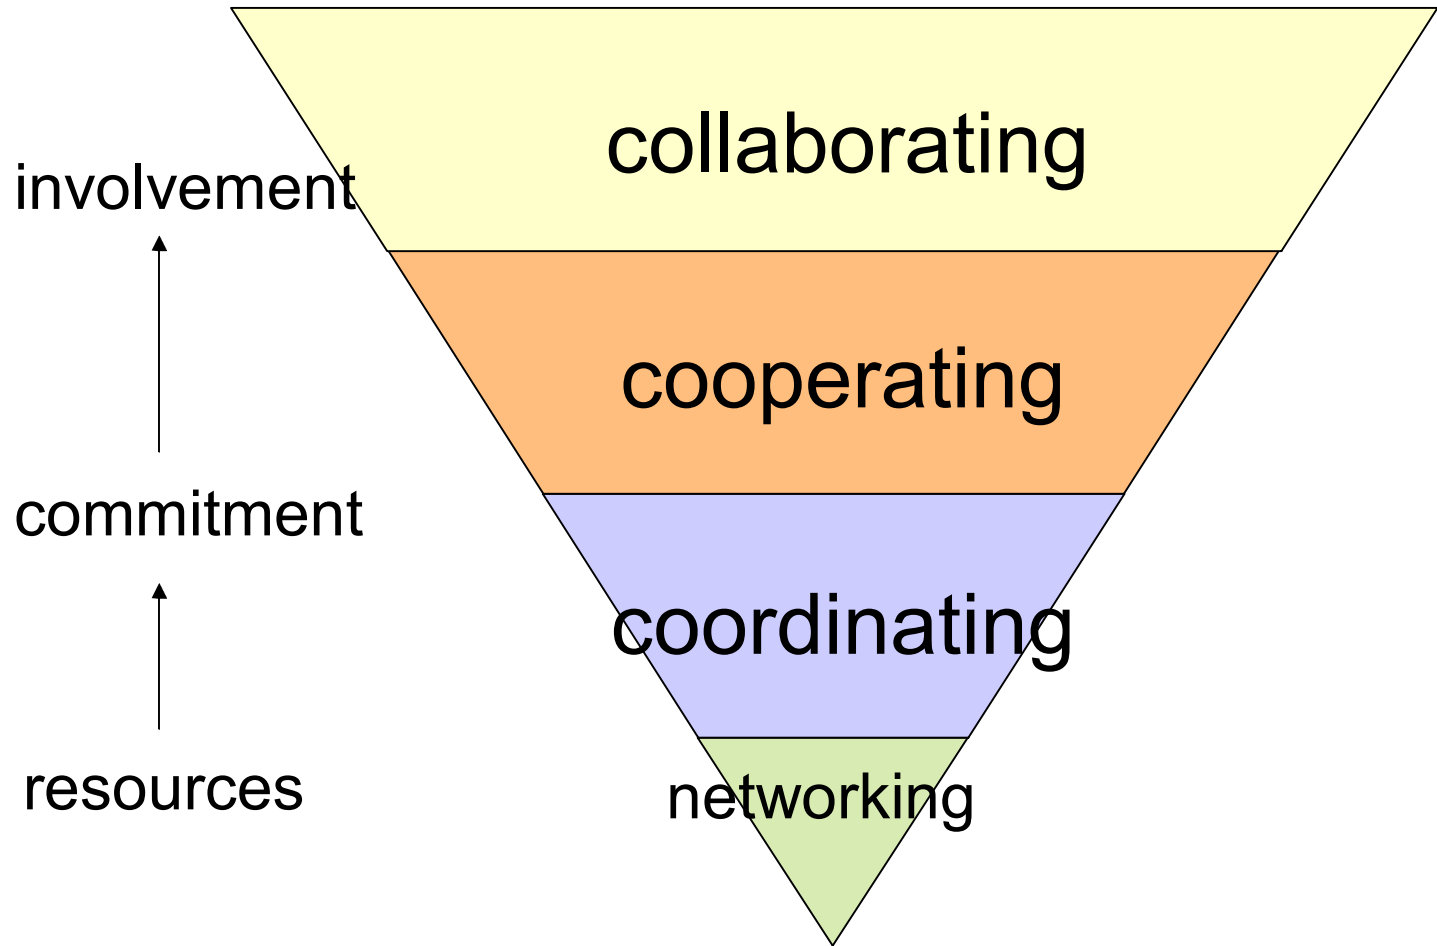 collaborating
involvement
cooperating
commitment
coordinating
resources
networking